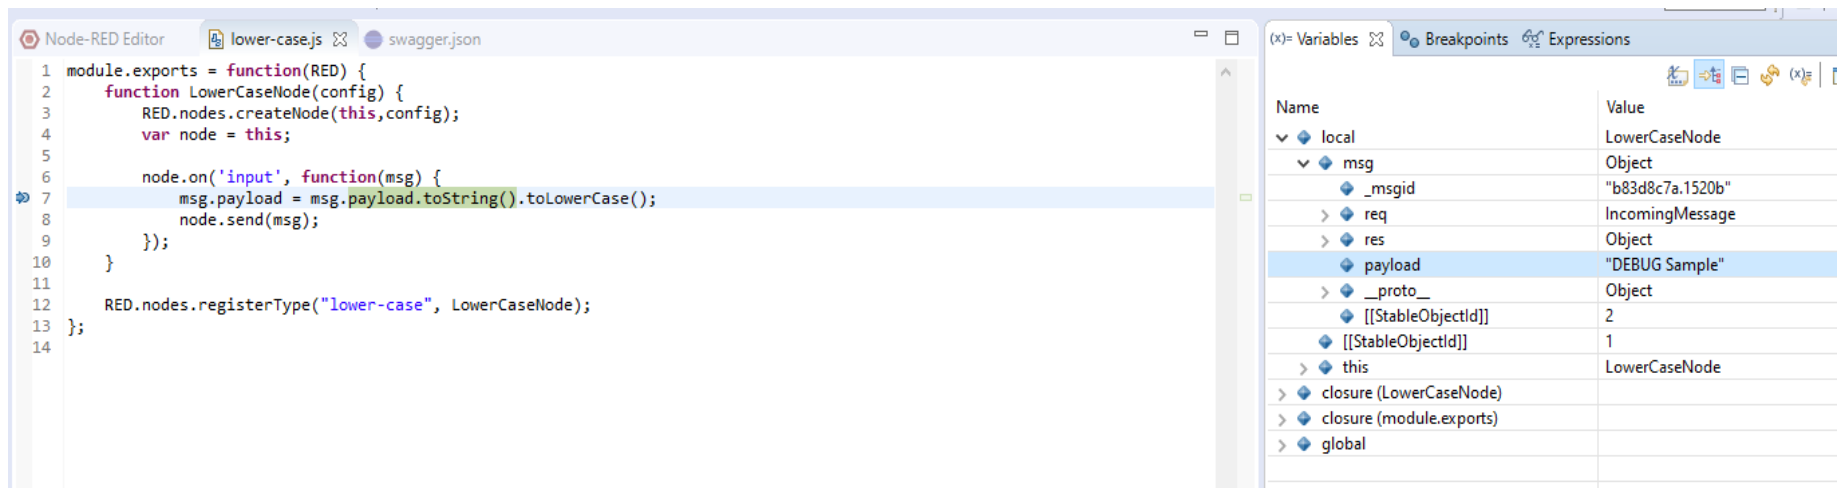 Node-RED Editor lower-case.js swagger.json
1 module.exports = function(RED) {
2 function LowerCaseNode(config) {
3 RED.nodes.createNode(this,config);
4 var node = this;
5
6 node.on('input', function(msg) {
7 msg.payload = msg.payload.toString().toLowerCase();
8 node.send(msg);
9 });
10 }
11
12 RED.nodes.registerType("lower-case", LowerCaseNode);
13 };
14
(x)= Variables Breakpoints Expressions
Name Value
local LowerCaseNode
msg Object
_msgid "b83d8c7a.1520b"
req IncomingMessage
res Object
payload "DEBUG Sample"
__proto__ Object
[[StableObjectId]] 2
[[StableObjectId]] 1
this LowerCaseNode
closure (LowerCaseNode)
closure (module.exports)
global